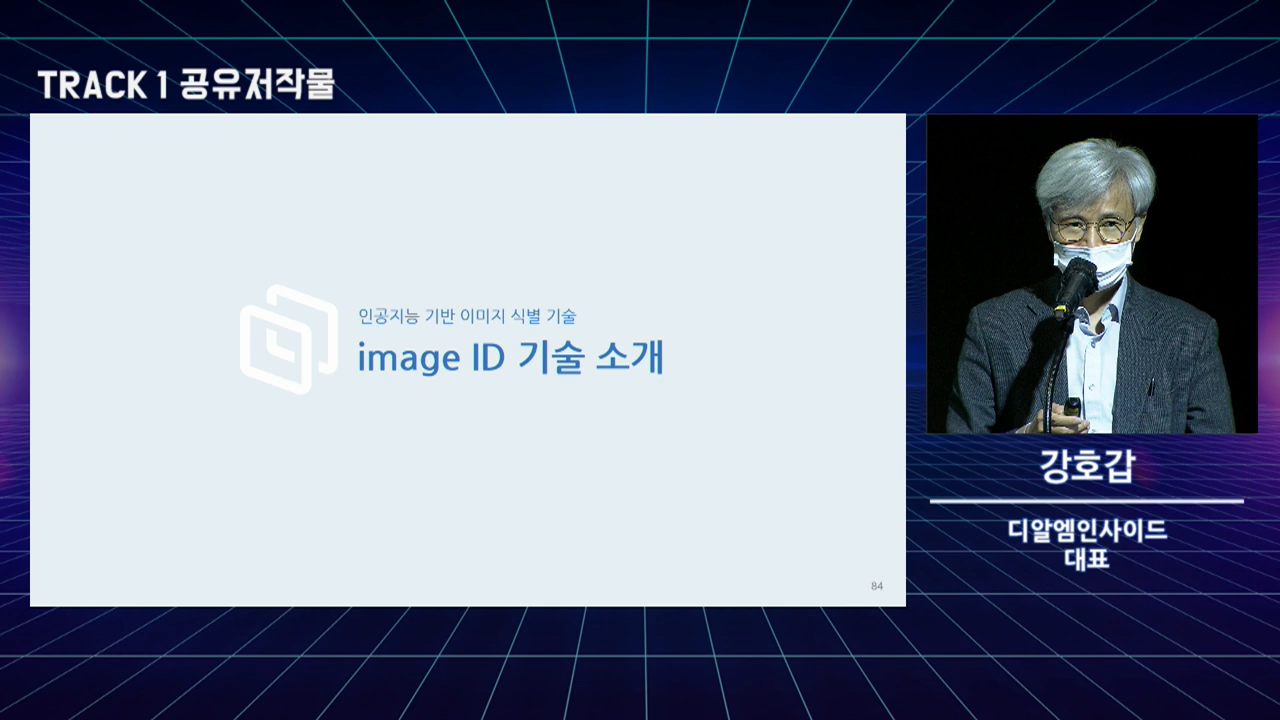 TRACK 1 공유저작물
인공지능 기반 이미지 식별 기술
image ID 기술 소개
84
강호갑
디알엠인사이드
대표